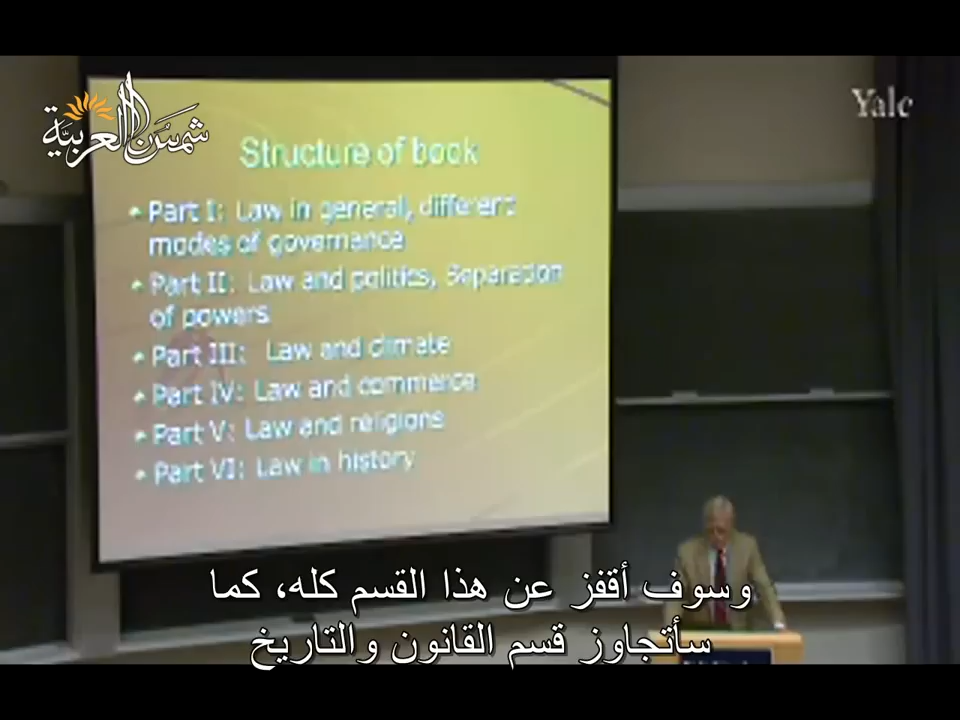 شمس العربية
Yale
Structure of book
Part I: Law in general, different
modes of governance
Part II: Law and politics, Separation
of powers
Part III: Law and climate
Part IV: Law and commerce
Part V: Law and religions
Part VI: Law in history
وسوف أقفز عن هذا القسم كله، كما
سأتجاوز قسم القانون والتاريخ